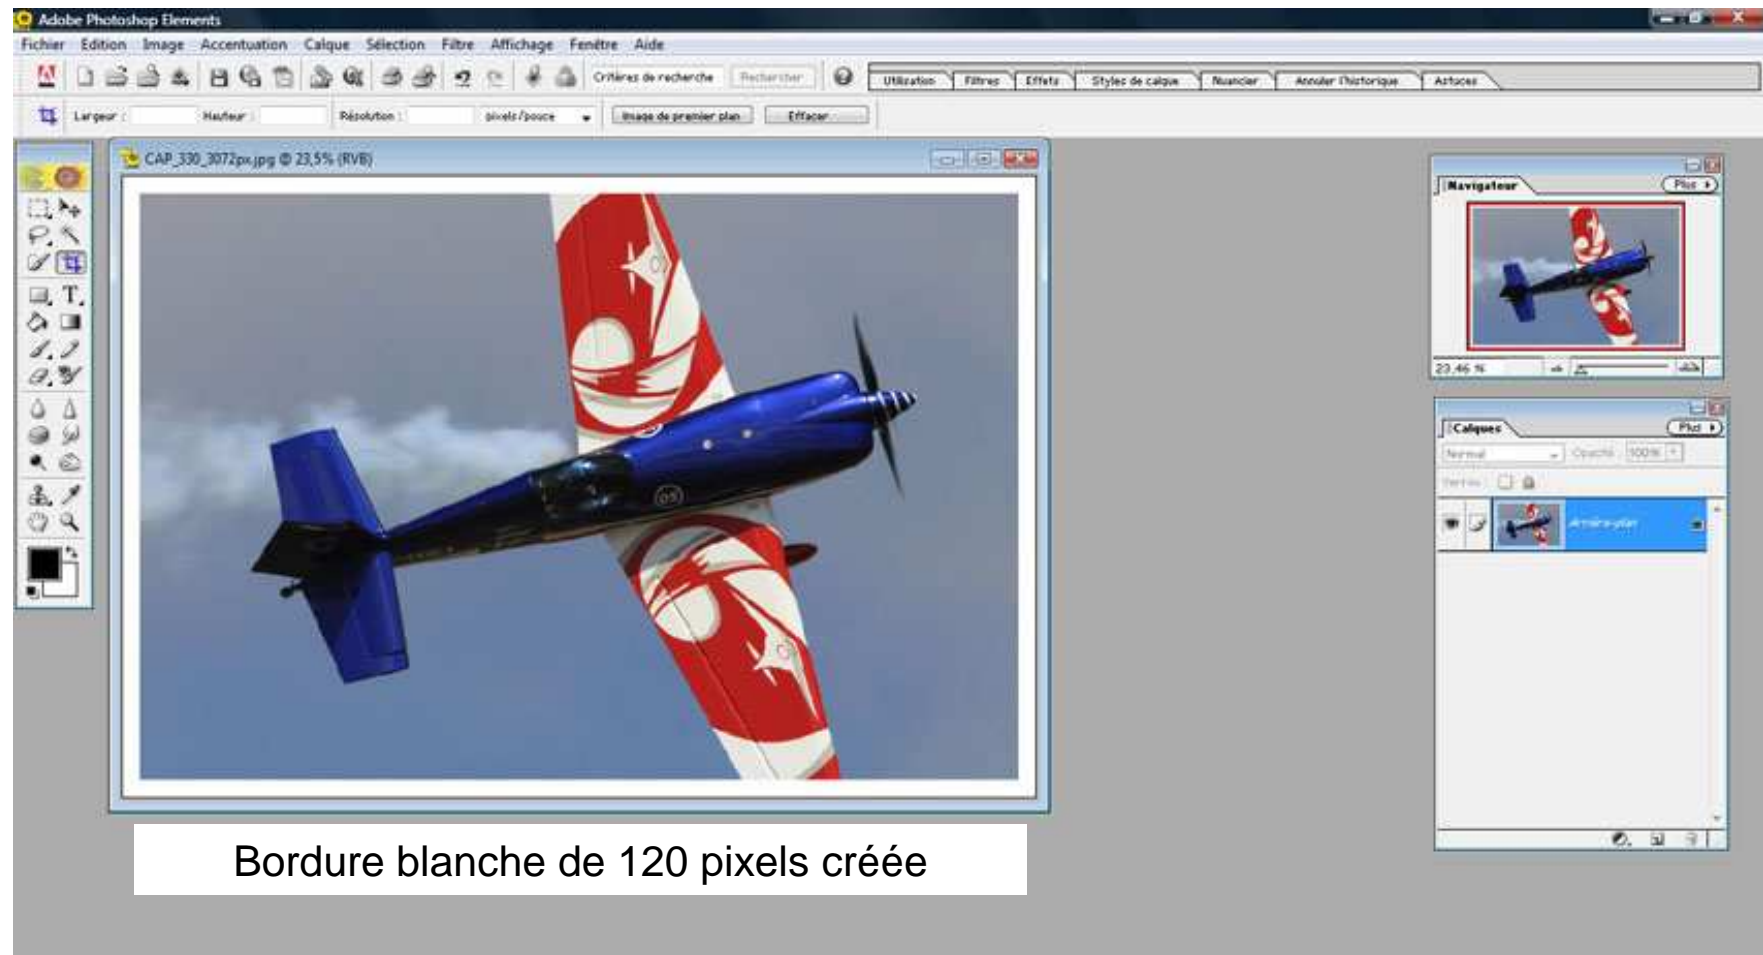 Adobe Photoshop Elements
Fichier Edition Image Accentuation Calque Sélection Filtre Affichage Fenêtre Aide
Critères de recherche Rechercher Utilisation Filtres Effets Styles de calque Nuancier Annuler l'historique Astuces
Largeur : Hauteur : Résolution : pixels/pouce Image de premier plan Effacer
CAP_330_3072px.jpg @ 23,5% (RVB)
Navigateur Plus
23,46 %
Calques Plus
Normal Opacité : 100%
Arrière-plan
05
Bordure blanche de 120 pixels créée